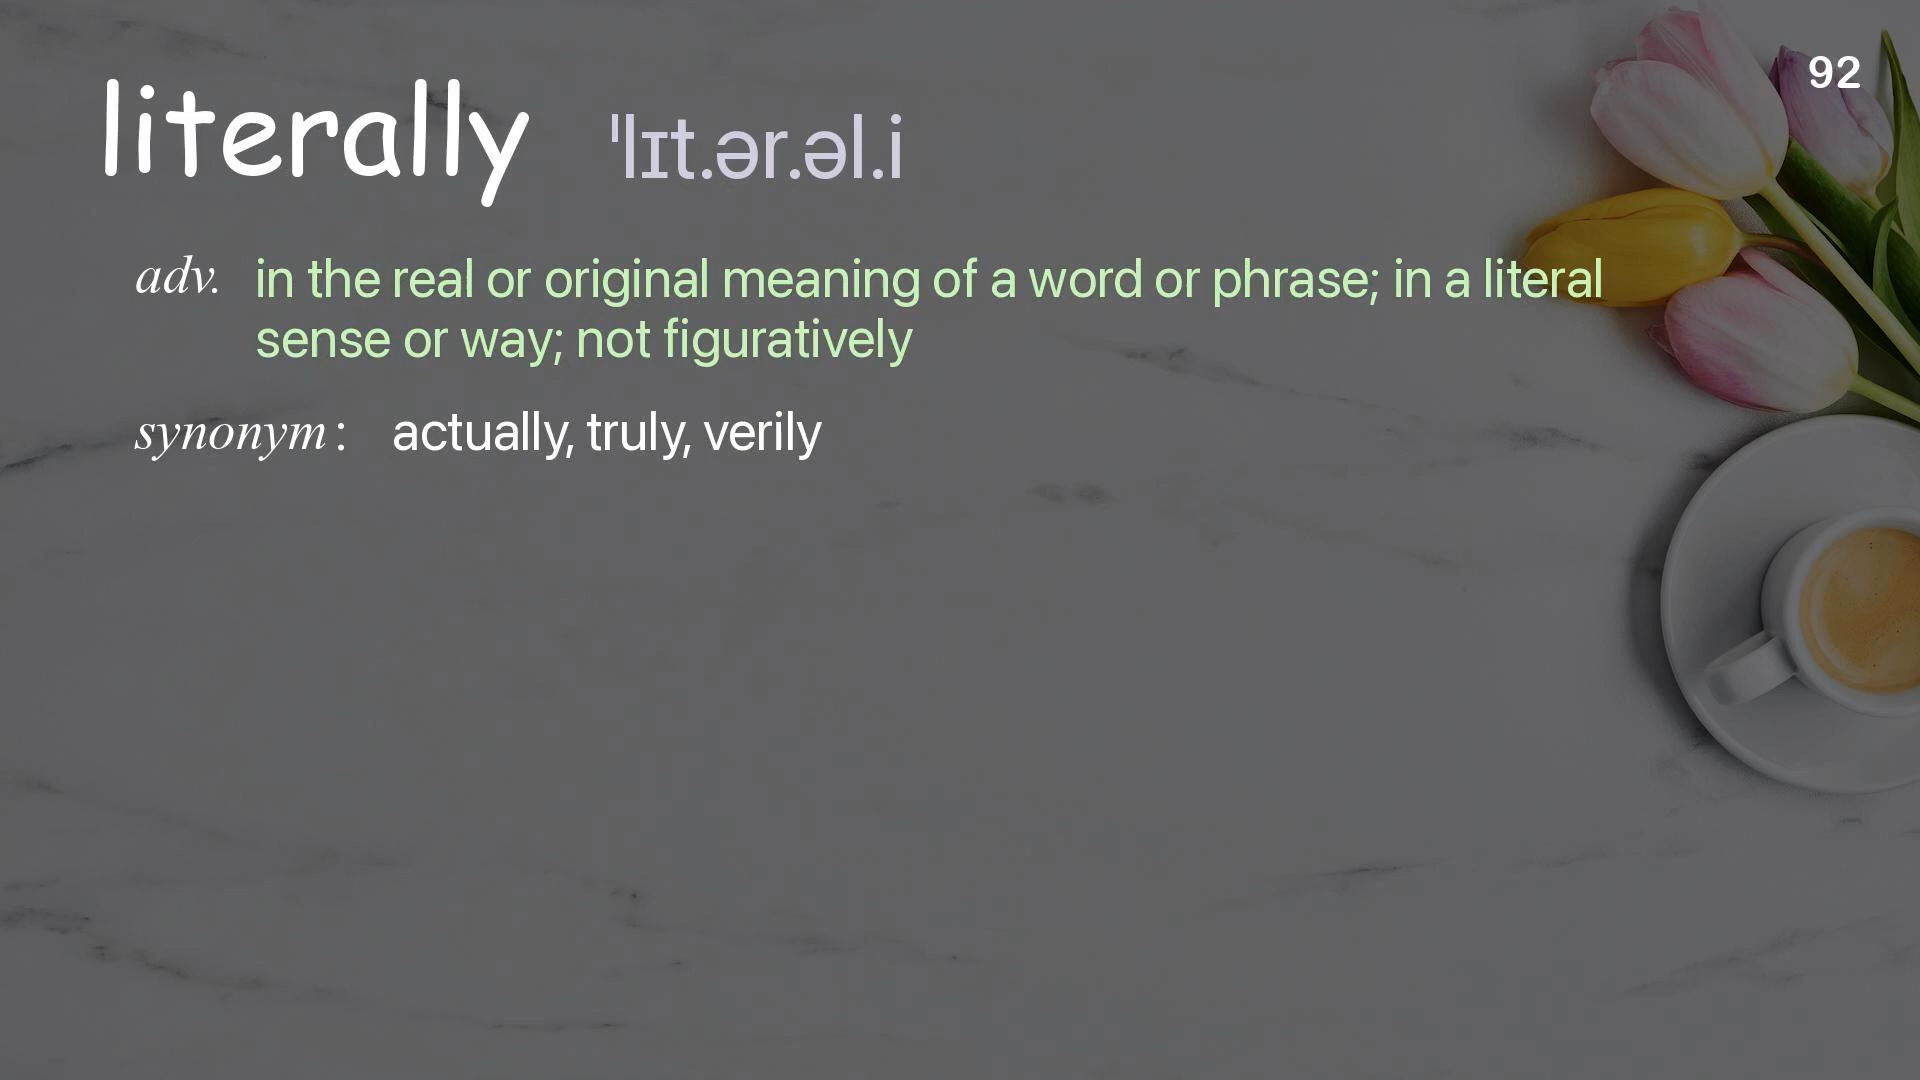 92
literally ˈlɪt.ər.əl.i
adv. in the real or original meaning of a word or phrase; in a literal
sense or way; not figuratively
synonym: actually, truly, verily